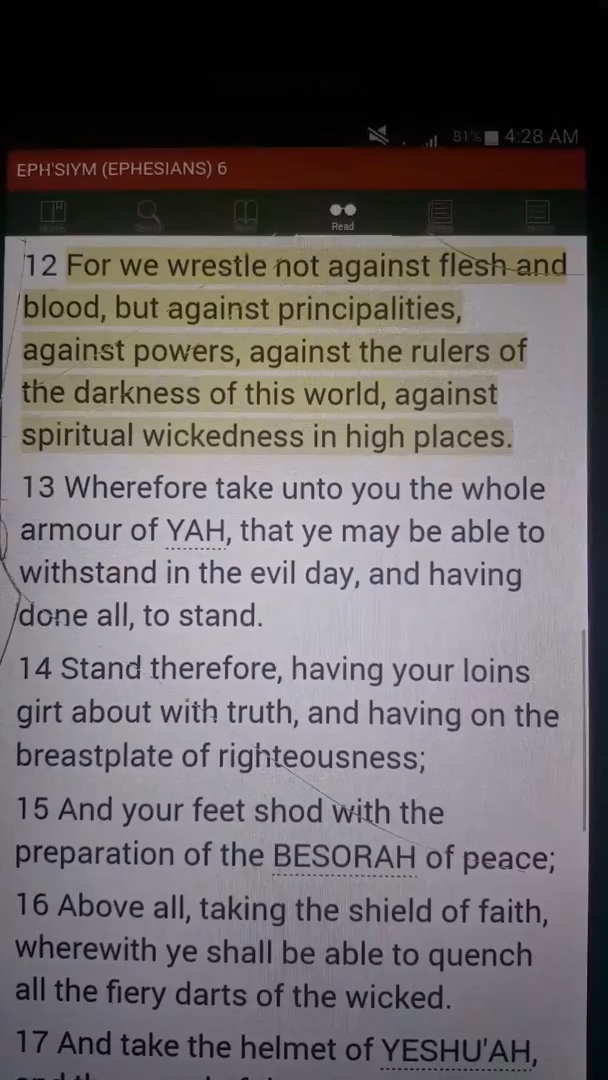 81% 4:28 AM
EPH'SIYM (EPHESIANS) 6
Read
12 For we wrestle not against flesh and
blood, but against principalities,
against powers, against the rulers of
the darkness of this world, against
spiritual wickedness in high places.
13 Wherefore take unto you the whole
armour of YAH, that ye may be able to
withstand in the evil day, and having
done all, to stand.
14 Stand therefore, having your loins
girt about with truth, and having on the
breastplate of righteousness;
15 And your feet shod with the
preparation of the BESORAH of peace;
16 Above all, taking the shield of faith,
wherewith ye shall be able to quench
all the fiery darts of the wicked.
17 And take the helmet of YESHU'AH,